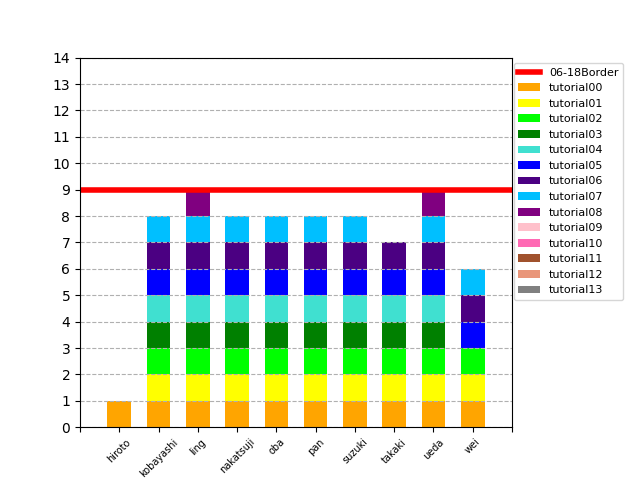 14
13
12
11
10
9
8
7
6
5
4
3
2
1
0
hiroto
kobayashi
ling
nakatsuji
oba
pan
suzuki
takaki
ueda
wei
06-18Border
tutorial00
tutorial01
tutorial02
tutorial03
tutorial04
tutorial05
tutorial06
tutorial07
tutorial08
tutorial09
tutorial10
tutorial11
tutorial12
tutorial13